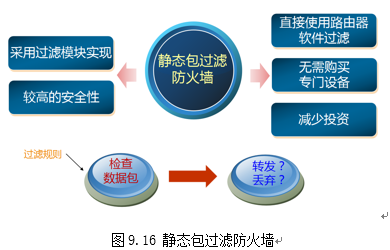 采用过滤模块实现
较高的安全性
静态包过滤
防火墙
直接使用路由器
软件过滤
无需购买
专门设备
减少投资
过滤规则
检查
数据包
转发？
丢弃？
图9.16 静态包过滤防火墙